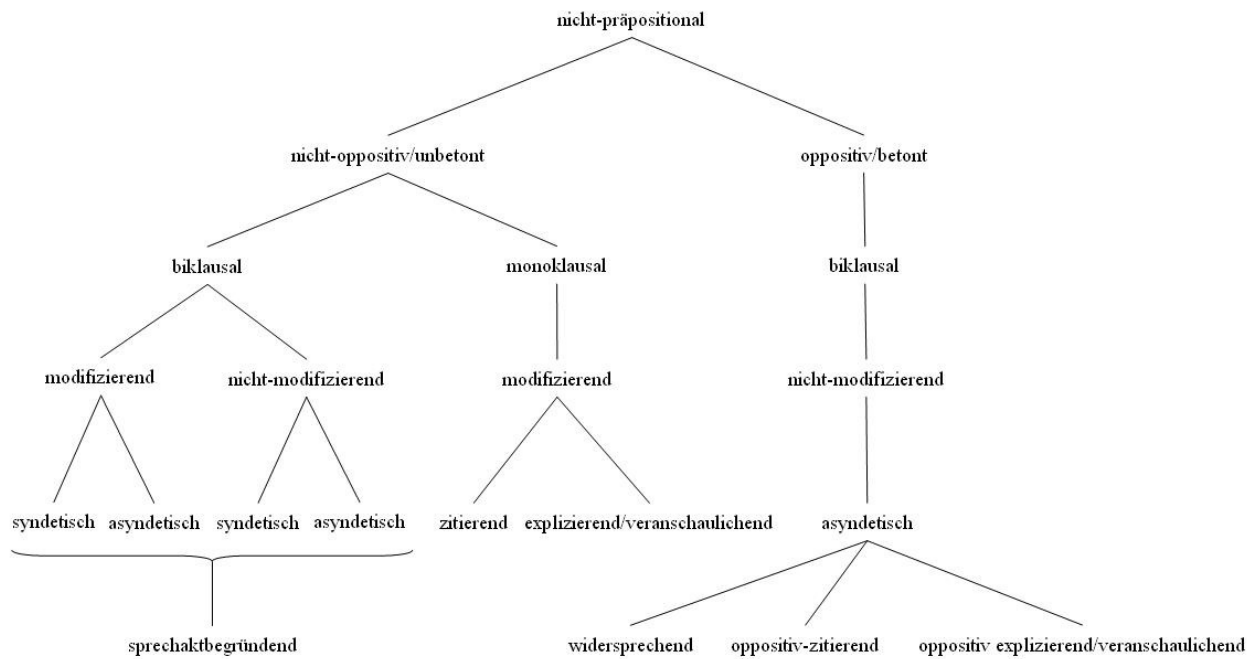 nicht-präpositional
nicht-oppositiv/unbetont oppositiv/betont
biklausal monoklausal biklausal
modifizierend nicht-modifizierend modifizierend nicht-modifizierend
syndetisch asyndetisch syndetisch asyndetisch zitierend explizierend/veranschaulichend asyndetisch
sprechaktbegründend widersprechend oppositiv-zitierend oppositiv explizierend/veranschaulichend